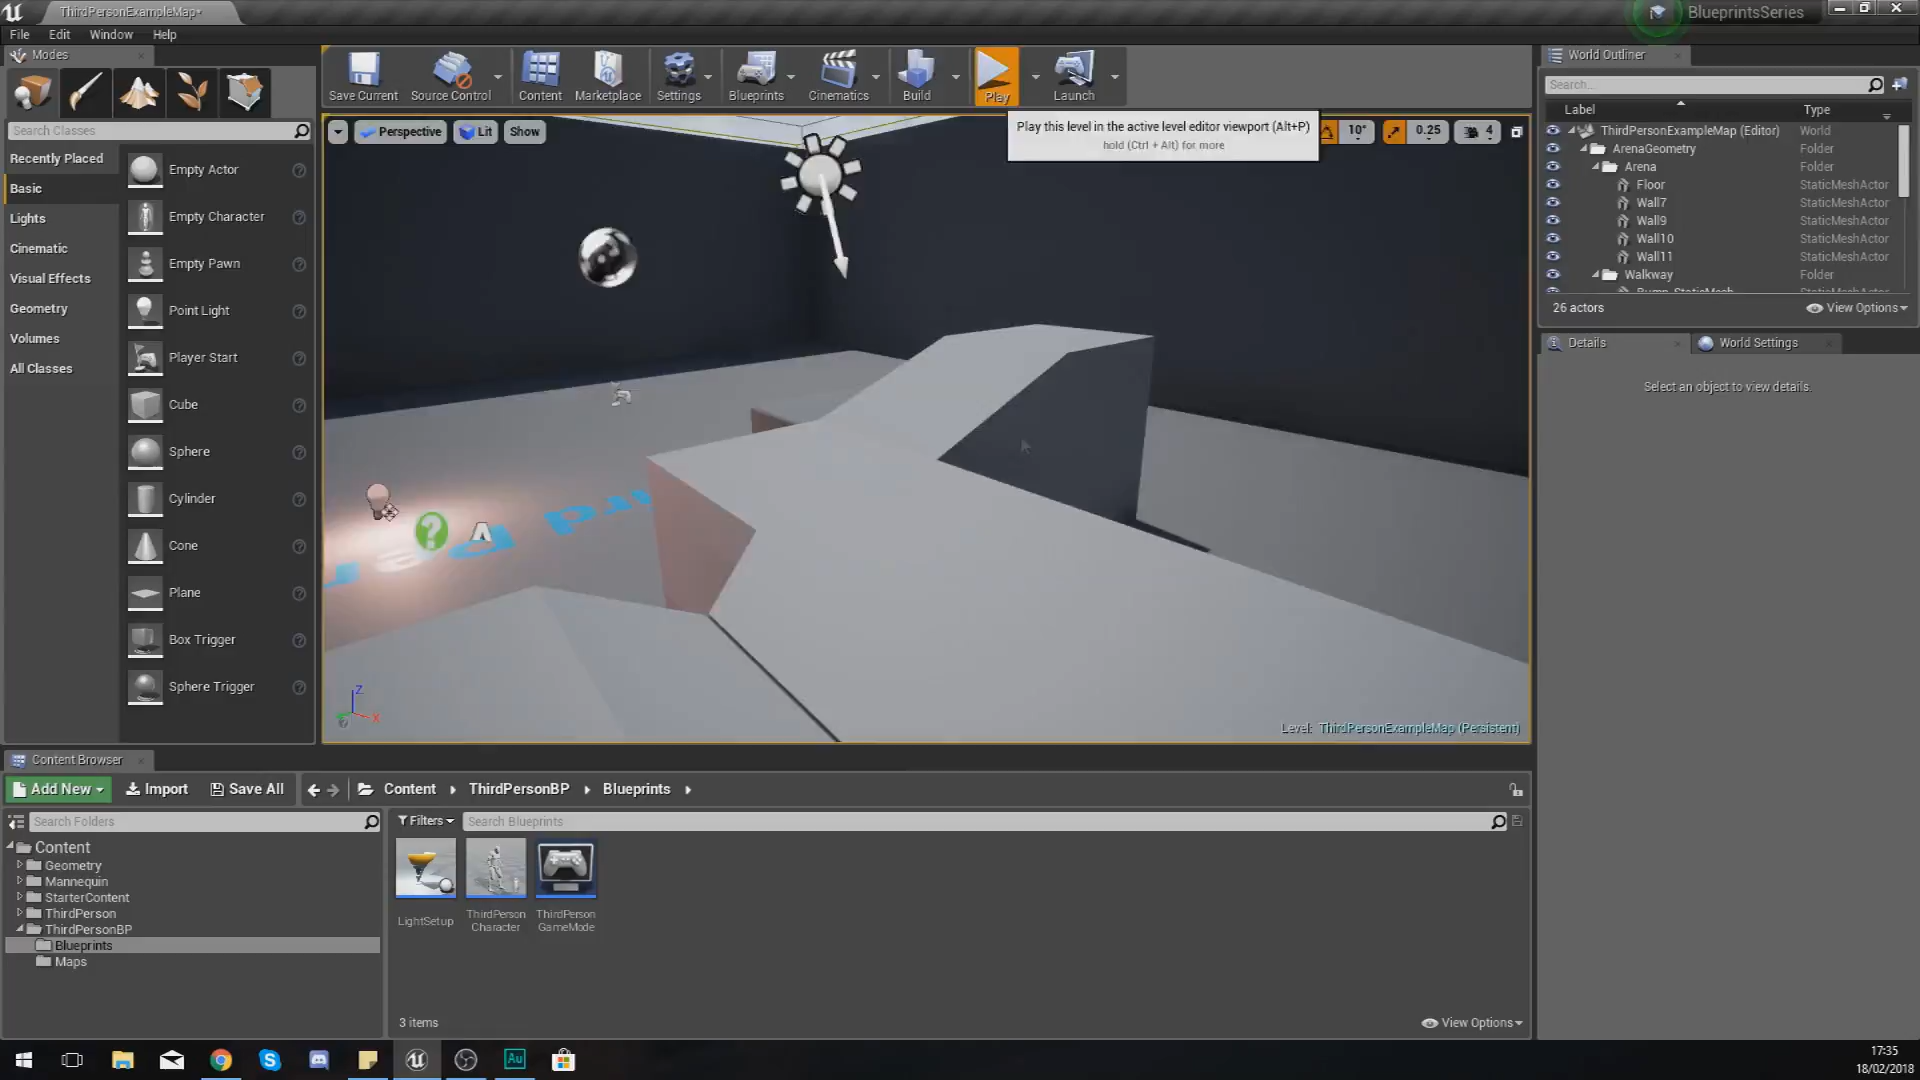 ThirdPersonExampleMap*
BlueprintsSeries
File Edit Window Help
Modes
Save Current
Source Control
Content
Marketplace
Settings
Blueprints
Cinematics
Build
Play
Launch
Play this level in the active level editor viewport (Alt+P)
hold (Ctrl + Alt) for more
Search Classes
Recently Placed
Basic
Lights
Cinematic
Visual Effects
Geometry
Volumes
All Classes
Empty Actor
Empty Character
Empty Pawn
Point Light
Player Start
Cube
Sphere
Cylinder
Cone
Plane
Box Trigger
Sphere Trigger
Perspective
Lit
Show
10°
0.25
4
Z
X
Level: ThirdPersonExampleMap (Persistent)
World Outliner
Search...
Label Type
ThirdPersonExampleMap (Editor) World
ArenaGeometry Folder
Arena Folder
Floor StaticMeshActor
Wall7 StaticMeshActor
Wall9 StaticMeshActor
Wall10 StaticMeshActor
Wall11 StaticMeshActor
Walkway Folder
26 actors
View Options
Details
World Settings
Select an object to view details.
Content Browser
Add New
Import
Save All
Content
ThirdPersonBP
Blueprints
Search Folders
Filters
Search Blueprints
Content
Geometry
Mannequin
StarterContent
ThirdPerson
ThirdPersonBP
Blueprints
Maps
LightSetup
ThirdPerson
Character
ThirdPerson
GameMode
3 items
View Options
Au
17:35
18/02/2018